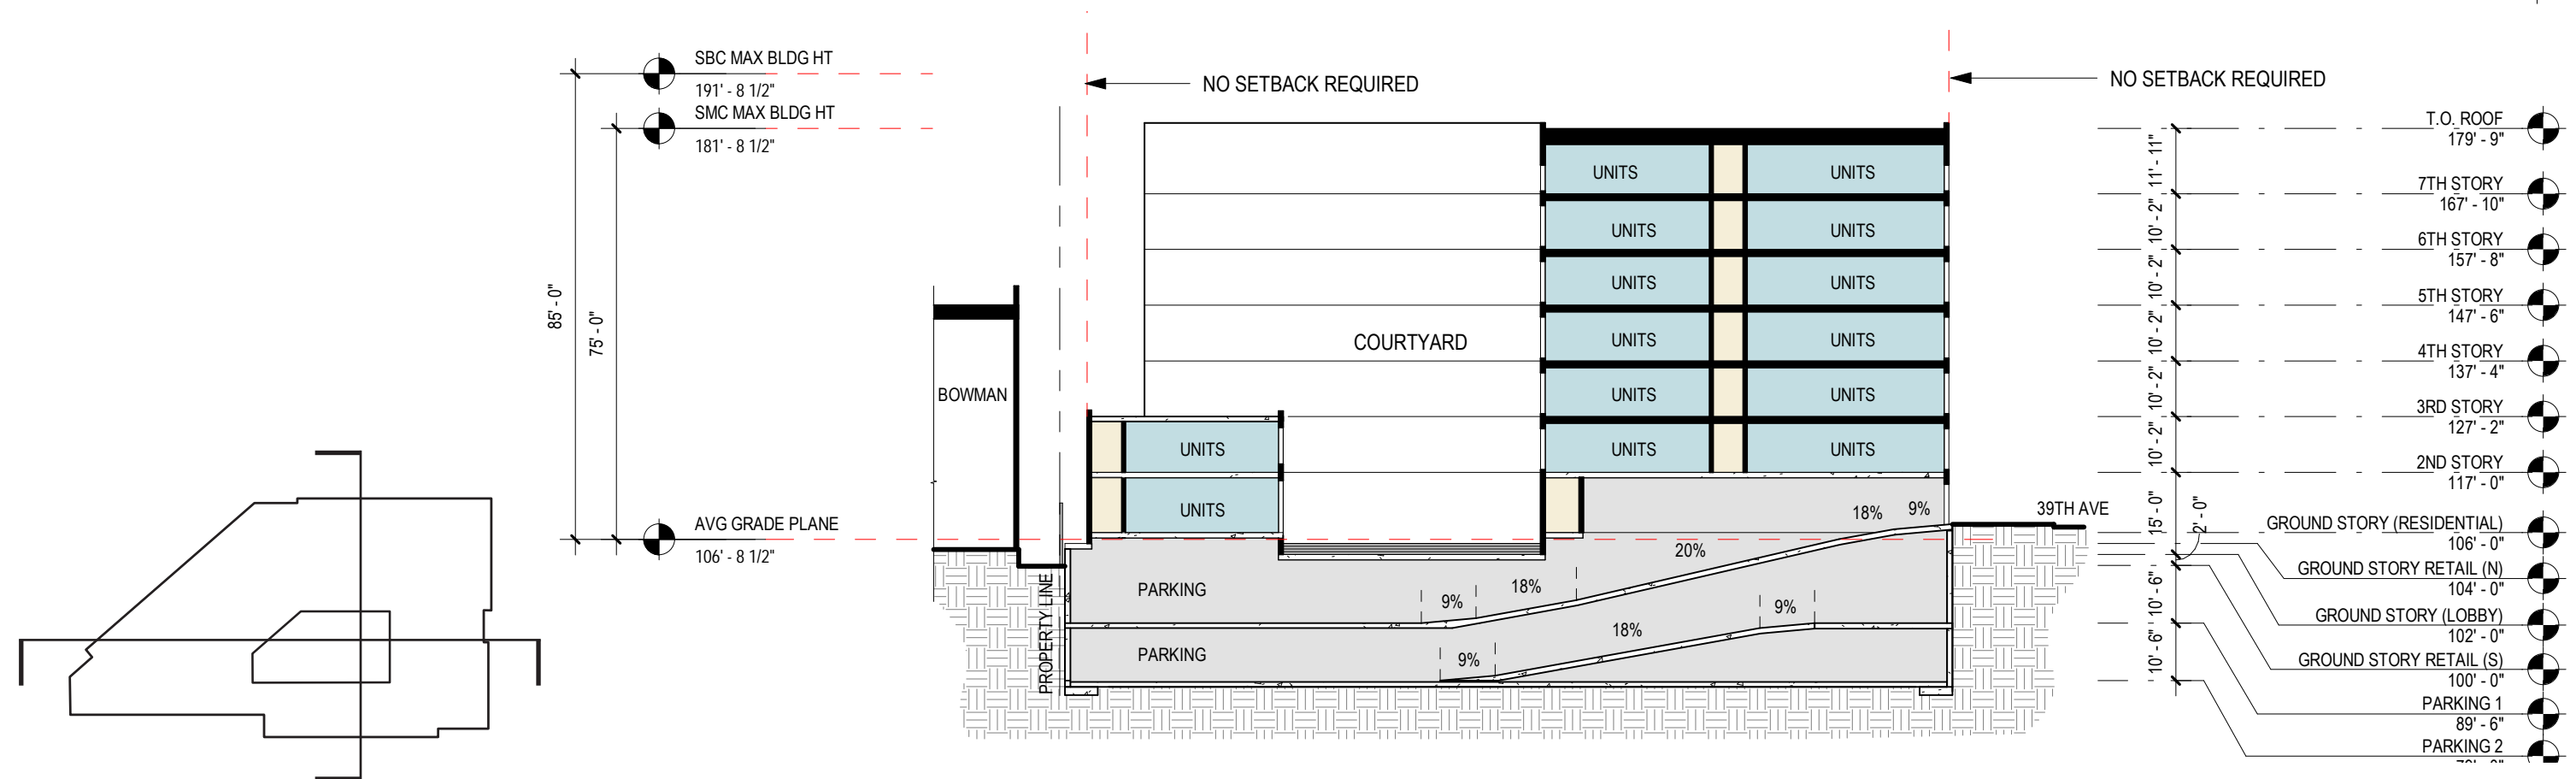 SBC MAX BLDG HT
191' - 8 1/2"
SMC MAX BLDG HT
181' - 8 1/2"
85' - 0"
75' - 0"
AVG GRADE PLANE
106' - 8 1/2"
NO SETBACK REQUIRED
NO SETBACK REQUIRED
BOWMAN
PROPERTY LINE
COURTYARD
UNITS UNITS
UNITS UNITS
UNITS UNITS
UNITS UNITS
UNITS UNITS
UNITS UNITS UNITS
UNITS
18% 9%
20%
18%
9%
9%
PARKING
18%
9%
PARKING
39TH AVE
11' - 11"
10' - 2"
10' - 2"
10' - 2"
10' - 2"
10' - 2"
15' - 0"
2' - 0"
10' - 6"
10' - 6"
T.O. ROOF
179' - 9"
7TH STORY
167' - 10"
6TH STORY
157' - 8"
5TH STORY
147' - 6"
4TH STORY
137' - 4"
3RD STORY
127' - 2"
2ND STORY
117' - 0"
GROUND STORY (RESIDENTIAL)
106' - 0"
GROUND STORY RETAIL (N)
104' - 0"
GROUND STORY (LOBBY)
102' - 0"
GROUND STORY RETAIL (S)
100' - 0"
PARKING 1
89' - 6"
PARKING 2